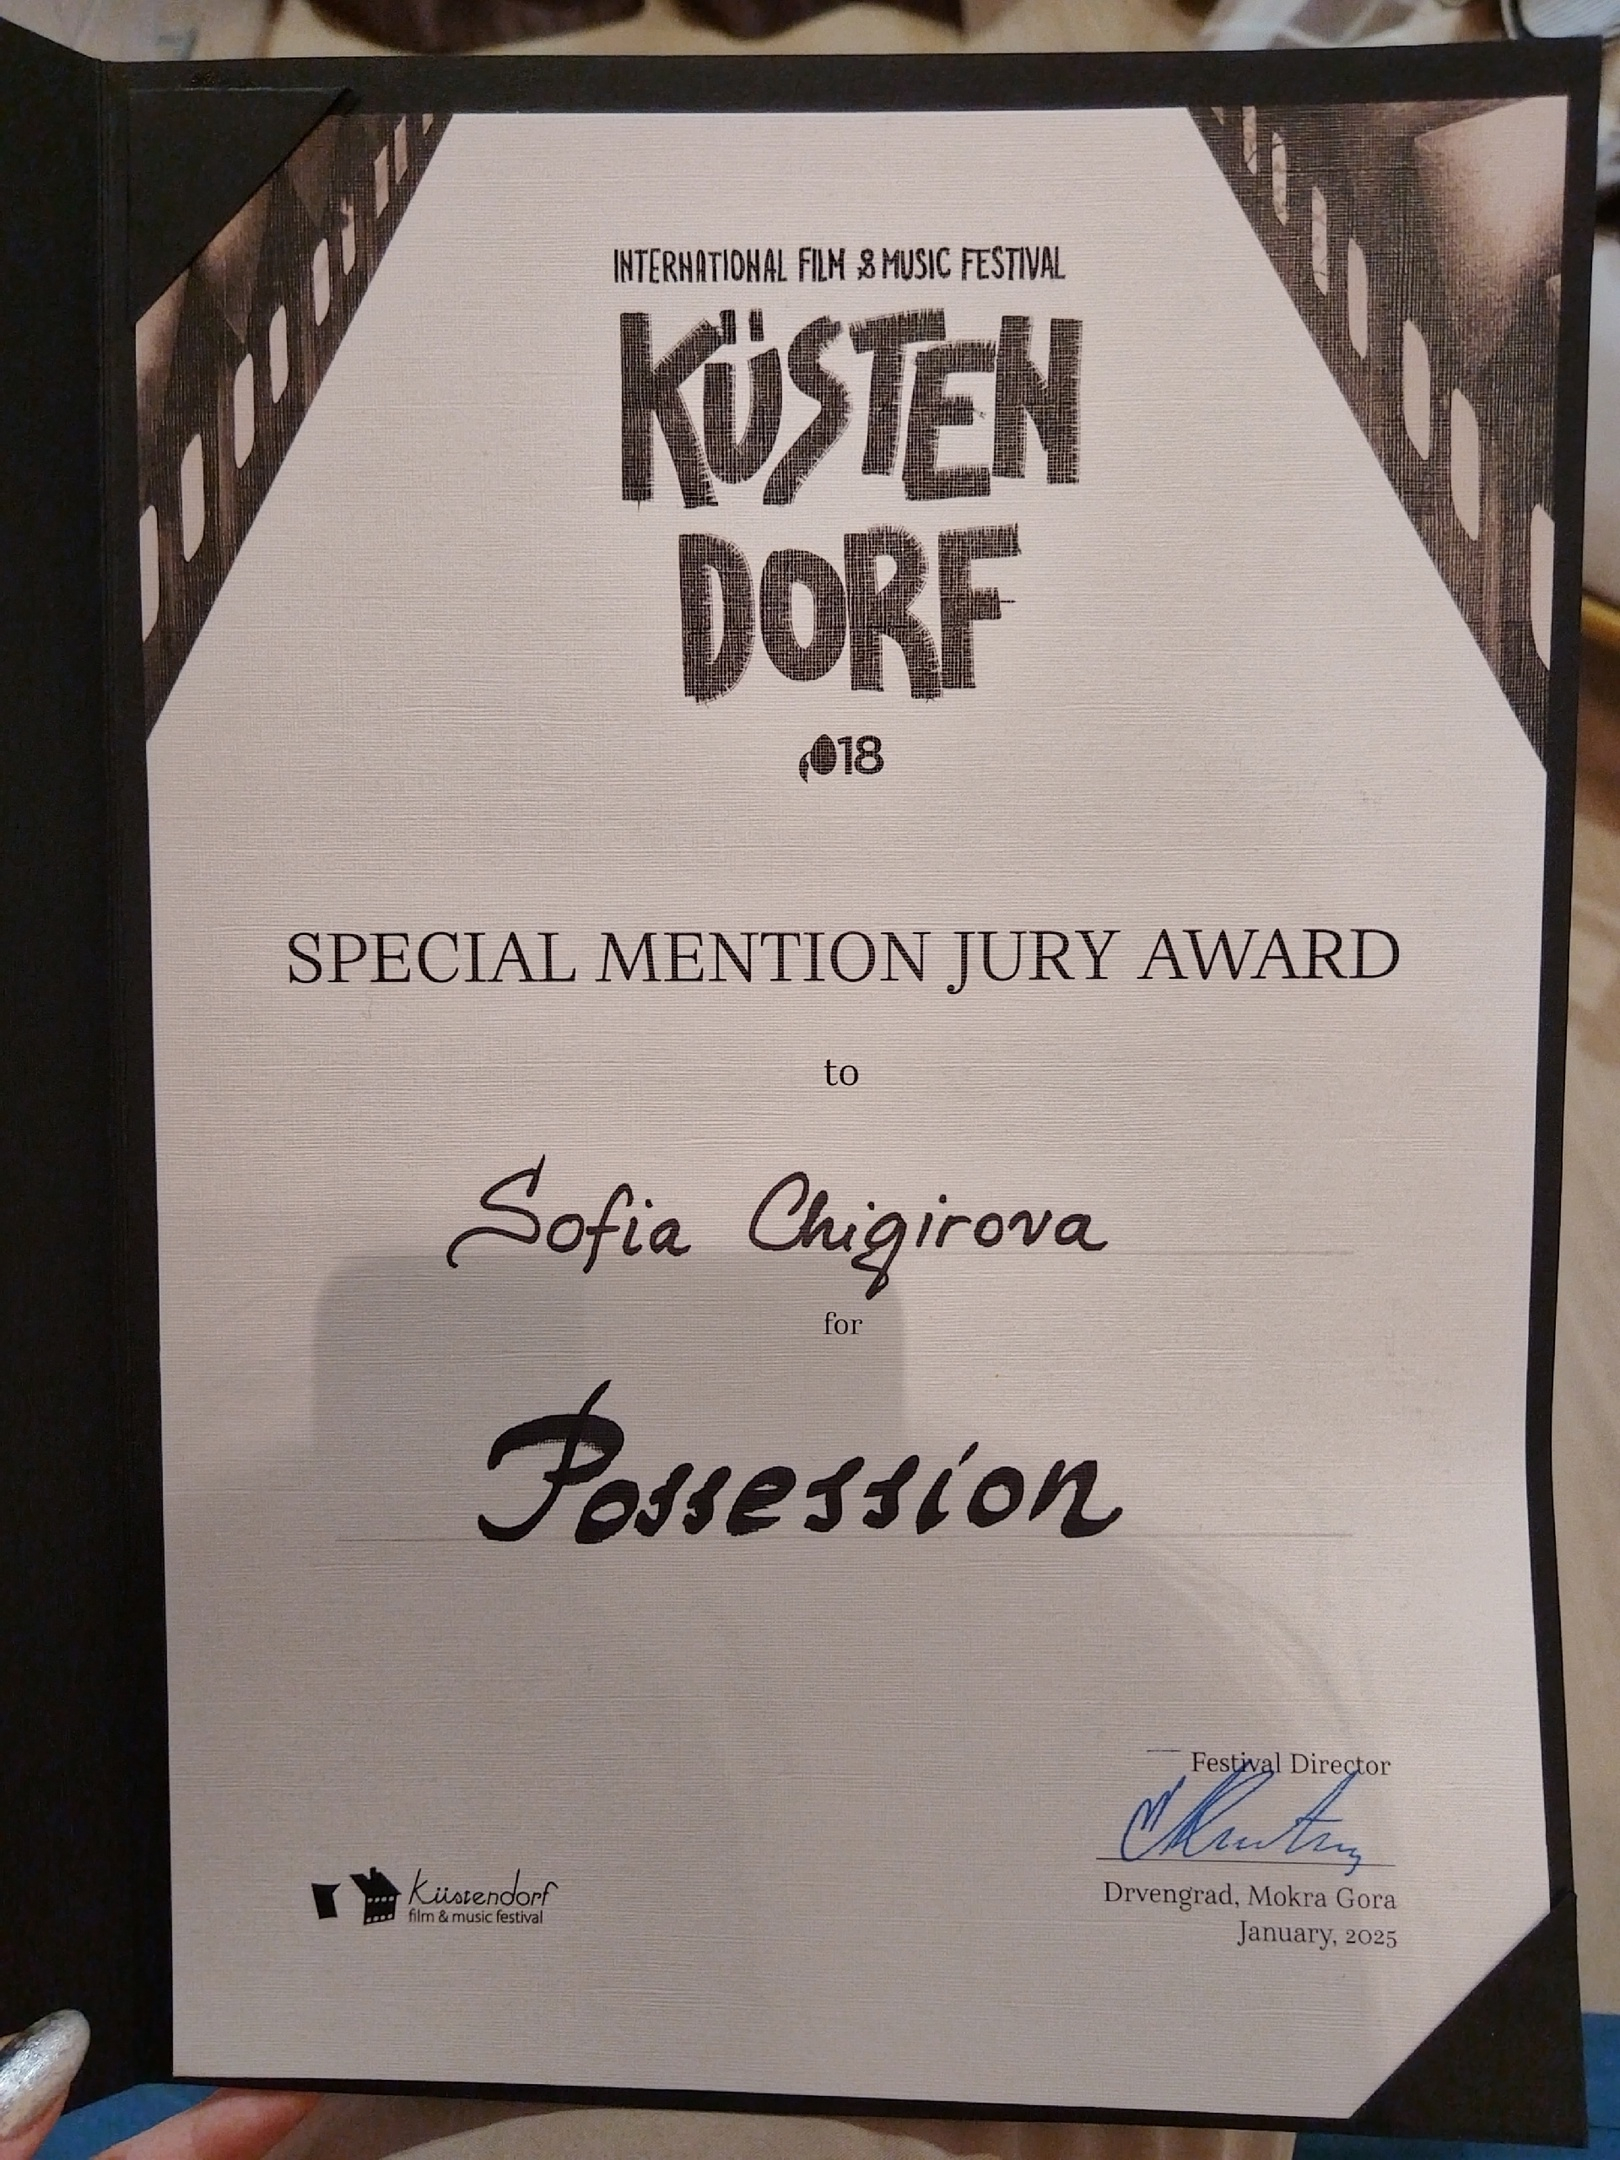 INTERNATIONAL FILM & MUSIC FESTIVAL
KÜSTEN
DORF
18
SPECIAL MENTION JURY AWARD
to
Sofia Chigirova
for
Possession
Festival Director
Drvengrad, Mokra Gora
January, 2025
Küstendorf
film & music festival